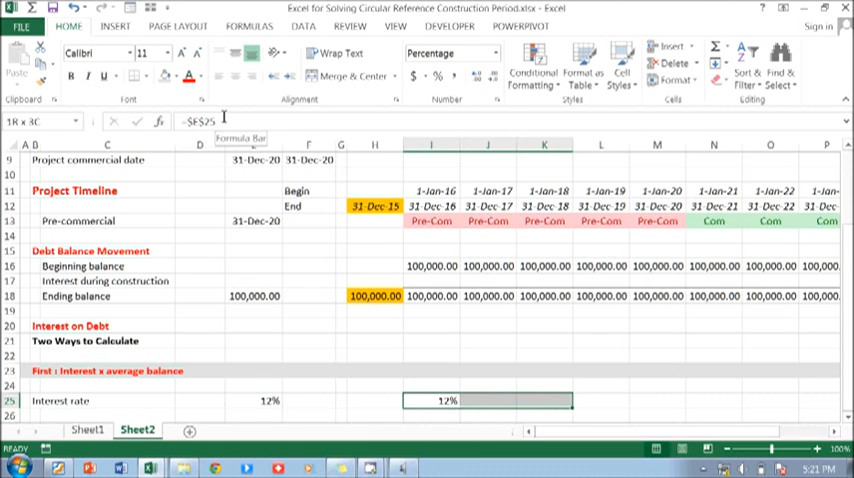 Excel for Solving Circular Reference Construction Period.xlsx - Excel
FILE HOME INSERT PAGE LAYOUT FORMULAS DATA REVIEW VIEW DEVELOPER POWERPIVOT Sign in
Calibri 11 Wrap Text Percentage Insert
Paste B I U Merge & Center $ % Conditional Formatting Format as Table Cell Styles Delete Format Sort & Filter Find & Select
Clipboard Font Alignment Number Styles Cells Editing
1R x 3C fx =$E$25
Formula Bar
A B C D F G H I J K L M N O P
9 Project commercial date 31-Dec-20 31-Dec-20
10
11 Project Timeline Begin 1-Jan-16 1-Jan-17 1-Jan-18 1-Jan-19 1-Jan-20 1-Jan-21 1-Jan-22 1-Jan-
12 End 31-Dec-15 31-Dec-16 31-Dec-17 31-Dec-18 31-Dec-19 31-Dec-20 31-Dec-21 31-Dec-22 31-Dec-
13 Pre-commercial 31-Dec-20 Pre-Com Pre-Com Pre-Com Pre-Com Pre-Com Com Com Com
14
15 Debt Balance Movement
16 Beginning balance 100,000.00 100,000.00 100,000.00 100,000.00 100,000.00 100,000.00 100,000.00 100,000.
17 Interest during construction
18 Ending balance 100,000.00 100,000.00 100,000.00 100,000.00 100,000.00 100,000.00 100,000.00 100,000.00 100,000.00 100,000.
19
20 Interest on Debt
21 Two Ways to Calculate
22
23 First : Interest x average balance
24
25 Interest rate 12% 12%
26
Sheet1 Sheet2
READY 100%
5:21 PM